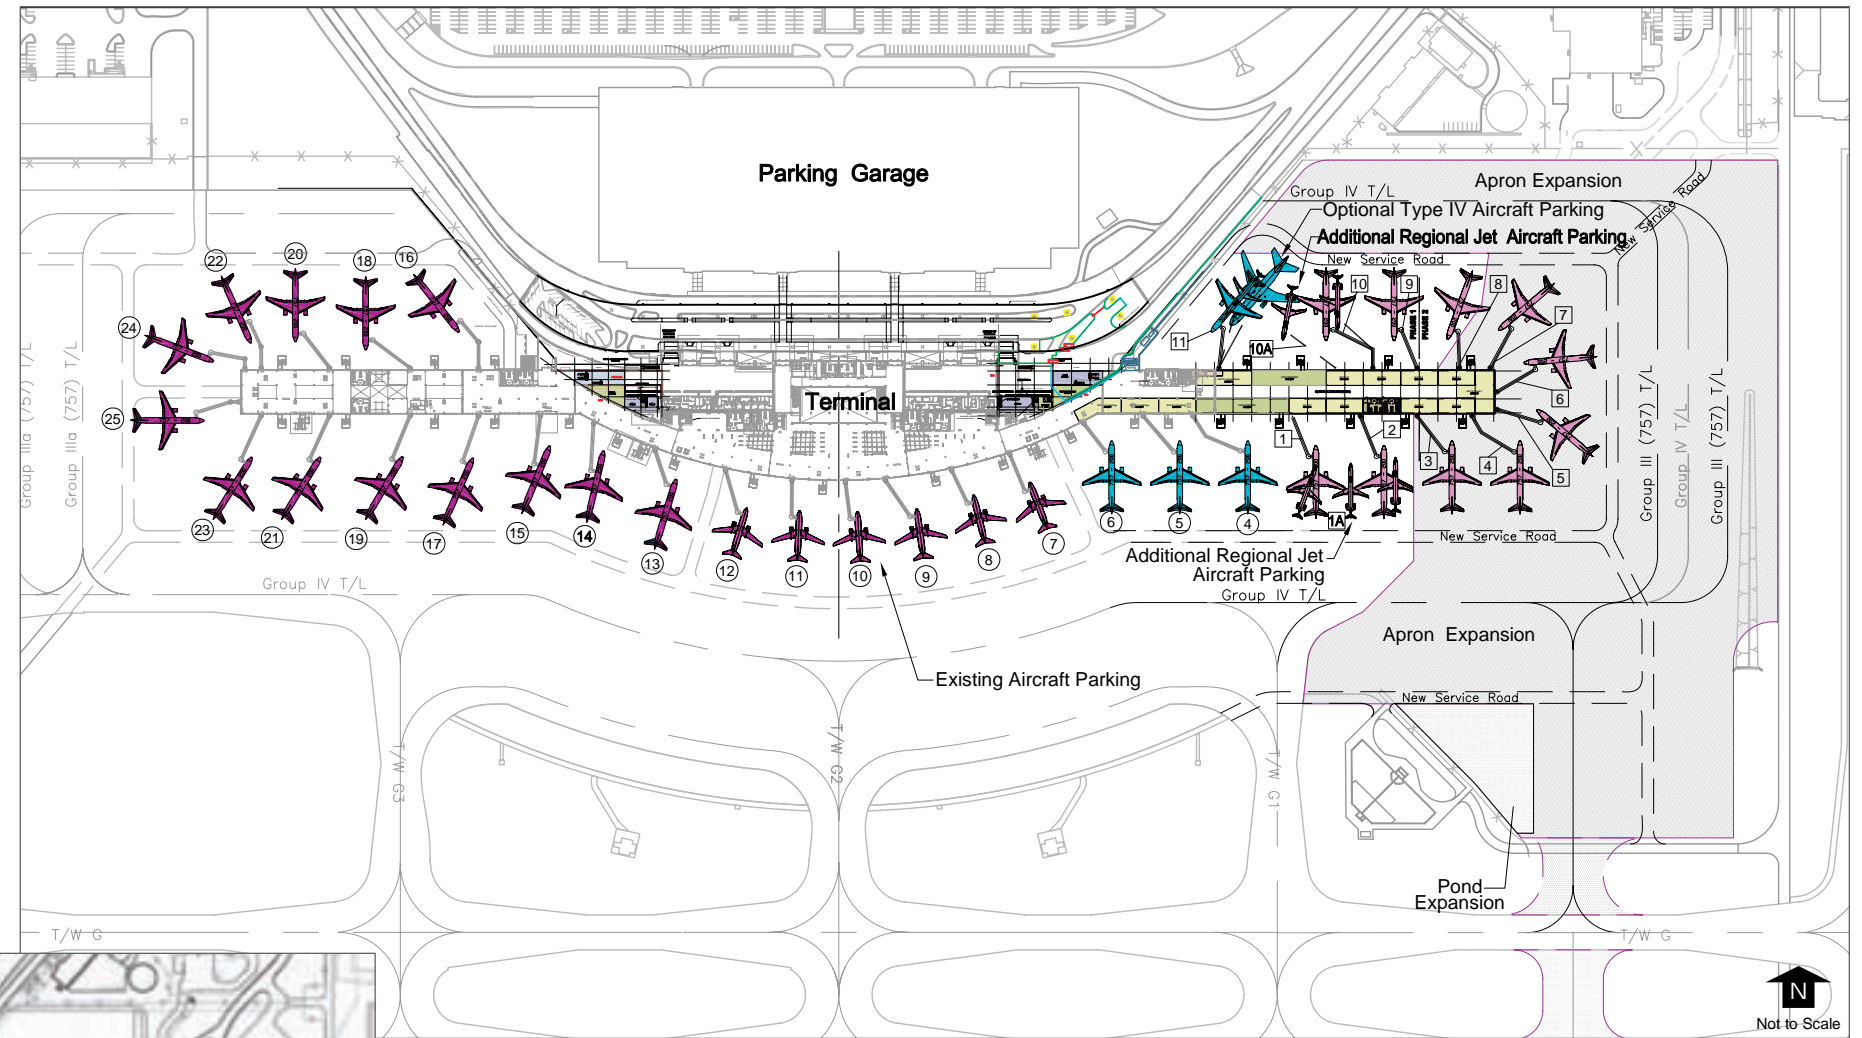 Parking Garage
Apron Expansion
Group IV T/L
New Service Road
Optional Type IV Aircraft Parking
Additional Regional Jet Aircraft Parking
New Service Road
22
20
18
16
10
9
8
7
24
11
10A
PHASE 1
PHASE 2
6
Terminal
25
1
2
3
4
5
Group IIIa (757) T/L
Group IIIa (757) T/L
Group III (757) T/L
Group IV T/L
Group III (757) T/L
23
21
19
17
15
14
13
12
11
10
9
8
7
6
5
4
1A
New Service Road
Additional Regional Jet
Aircraft Parking
Group IV T/L
Group IV T/L
Apron Expansion
Existing Aircraft Parking
New Service Road
T/W G3
T/W G2
T/W G1
Pond
Expansion
T/W G
T/W G
N
Not to Scale